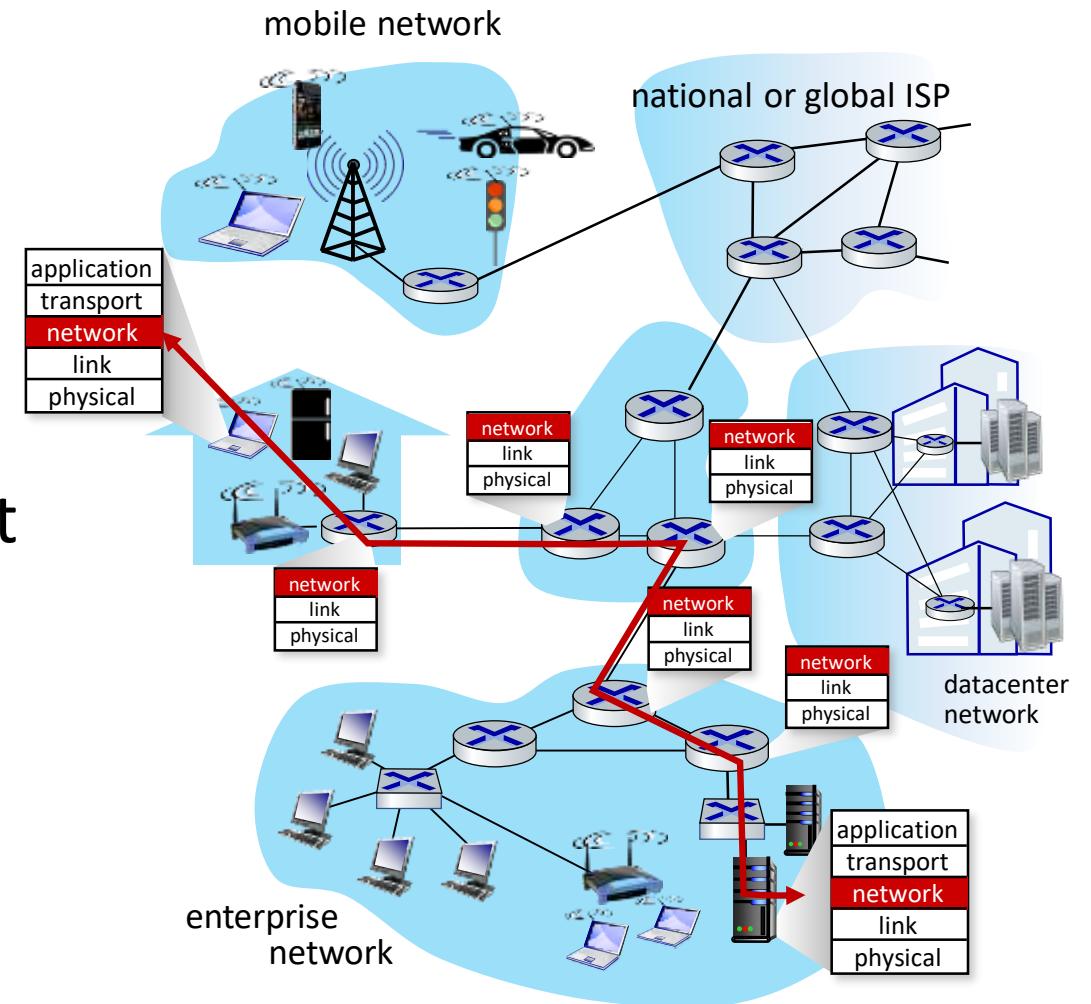 mobile network
national or global ISP
application
transport
network
link
physical
network
link
physical
network
link
physical
t
network
link
physical
network
link
physical
network
link
physical
datacenter
network
application
transport
network
link
physical
enterprise
network